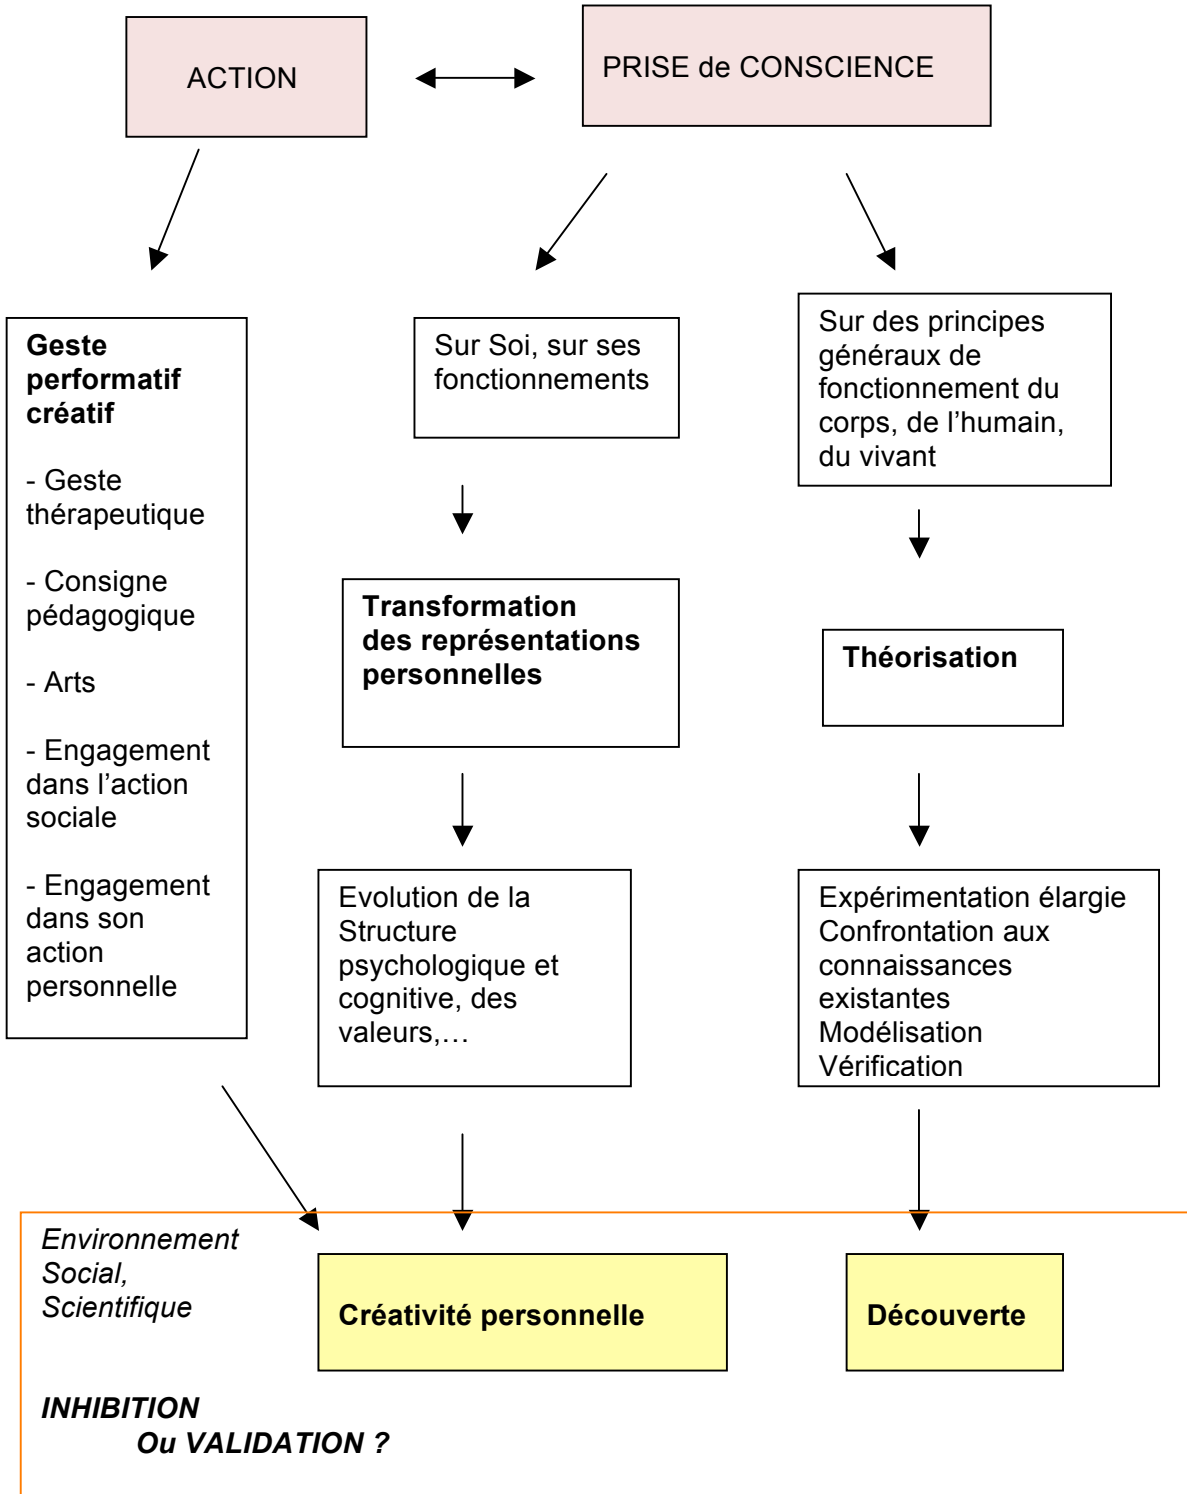 ACTION
PRISE de CONSCIENCE
Geste
performatif
créatif
- Geste
thérapeutique
- Consigne
pédagogique
- Arts
- Engagement
dans l’action
sociale
- Engagement
dans son
action
personnelle
Sur Soi, sur ses
fonctionnements
Transformation
des représentations
personnelles
Evolution de la
Structure
psychologique et
cognitive, des
valeurs,…
Sur des principes
généraux de
fonctionnement du
corps, de l’humain,
du vivant
Théorisation
Expérimentation élargie
Confrontation aux
connaissances
existantes
Modélisation
Vérification
Environnement
Social,
Scientifique
Créativité personnelle
Découverte
INHIBITION
Ou VALIDATION ?